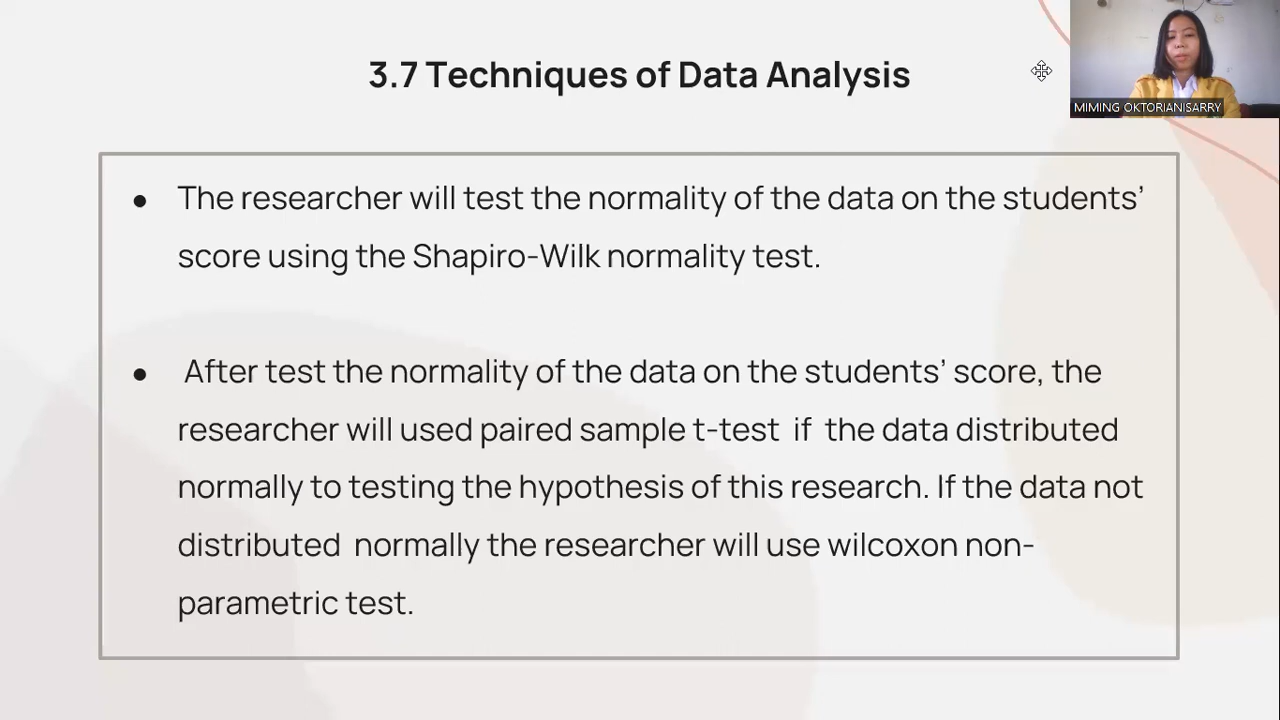 3.7 Techniques of Data Analysis
MIMING OKTORIANISARRY
● The researcher will test the normality of the data on the students’
score using the Shapiro-Wilk normality test.
● After test the normality of the data on the students’ score, the
researcher will used paired sample t-test if the data distributed
normally to testing the hypothesis of this research. If the data not
distributed normally the researcher will use wilcoxon non-
parametric test.